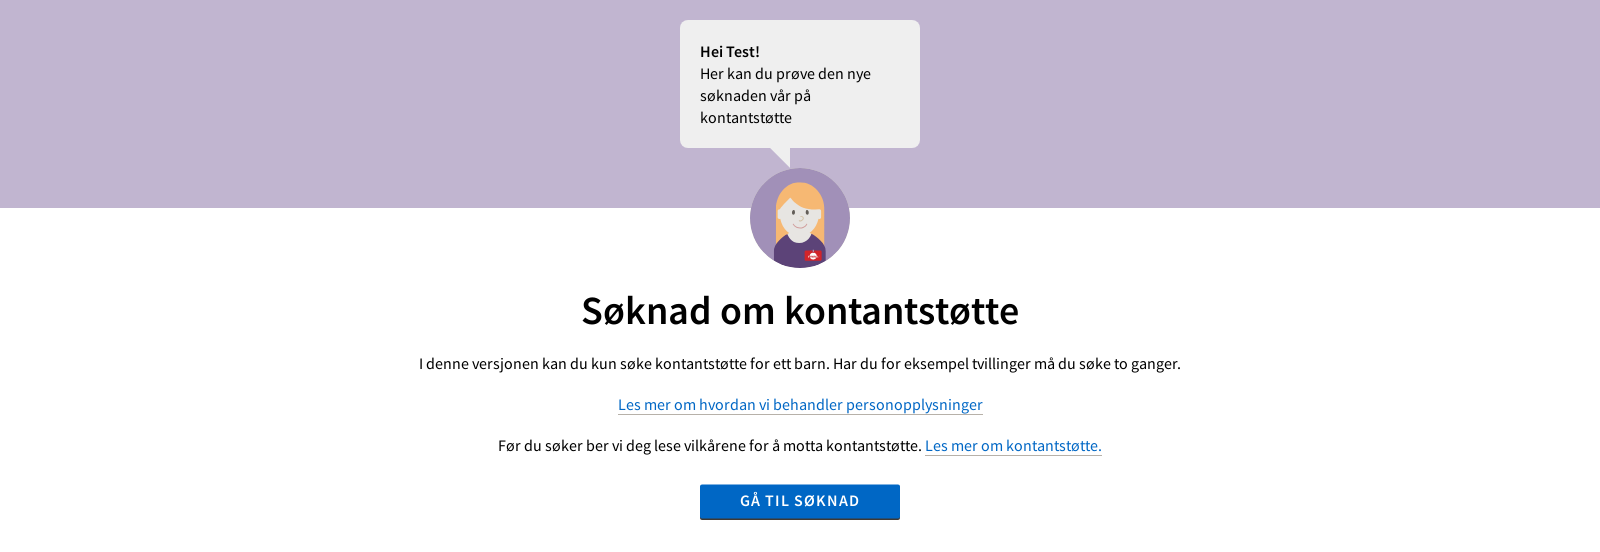 Hei Test!
Her kan du prøve den nye
søknaden vår på
kontantstøtte
Søknad om kontantstøtte
I denne versjonen kan du kun søke kontantstøtte for ett barn. Har du for eksempel tvillinger må du søke to ganger.
Les mer om hvordan vi behandler personopplysninger
Før du søker ber vi deg lese vilkårene for å motta kontantstøtte. Les mer om kontantstøtte.
GÅ TIL SØKNAD